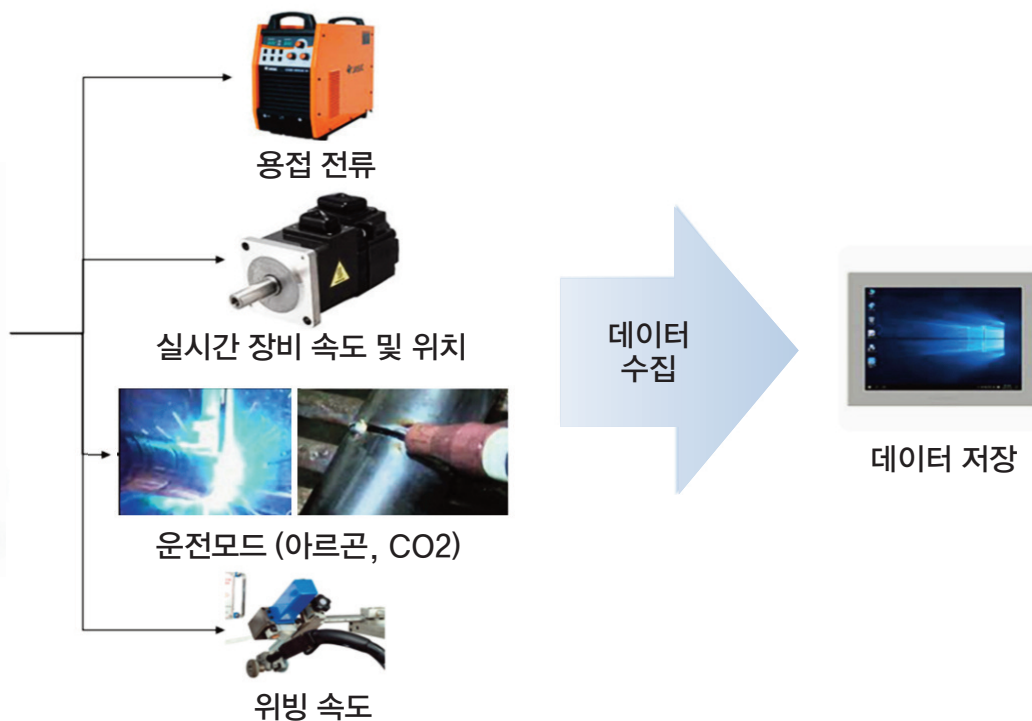 용접 전류
실시간 장비 속도 및 위치
운전모드 (아르곤, CO2)
위빙 속도
데이터
수집
데이터 저장